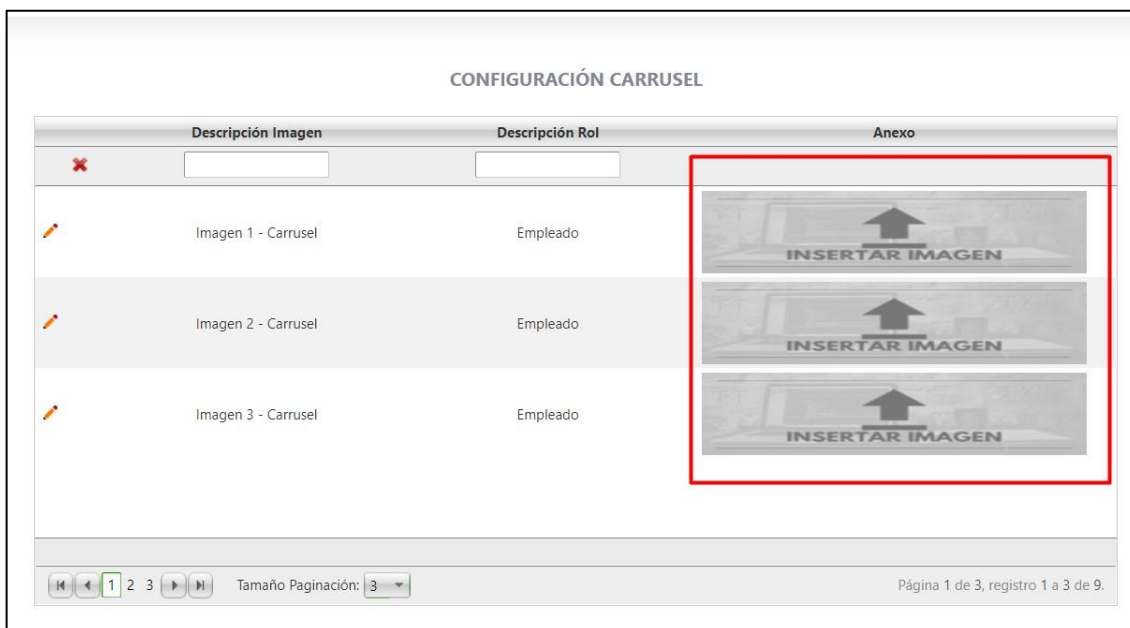 CONFIGURACIÓN CARRUSEL
Descripción Imagen Descripción Rol Anexo
Imagen 1 - Carrusel Empleado INSERTAR IMAGEN
Imagen 2 - Carrusel Empleado INSERTAR IMAGEN
Imagen 3 - Carrusel Empleado INSERTAR IMAGEN
1 2 3 Tamaño Paginación: 3 Página 1 de 3, registro 1 a 3 de 9.